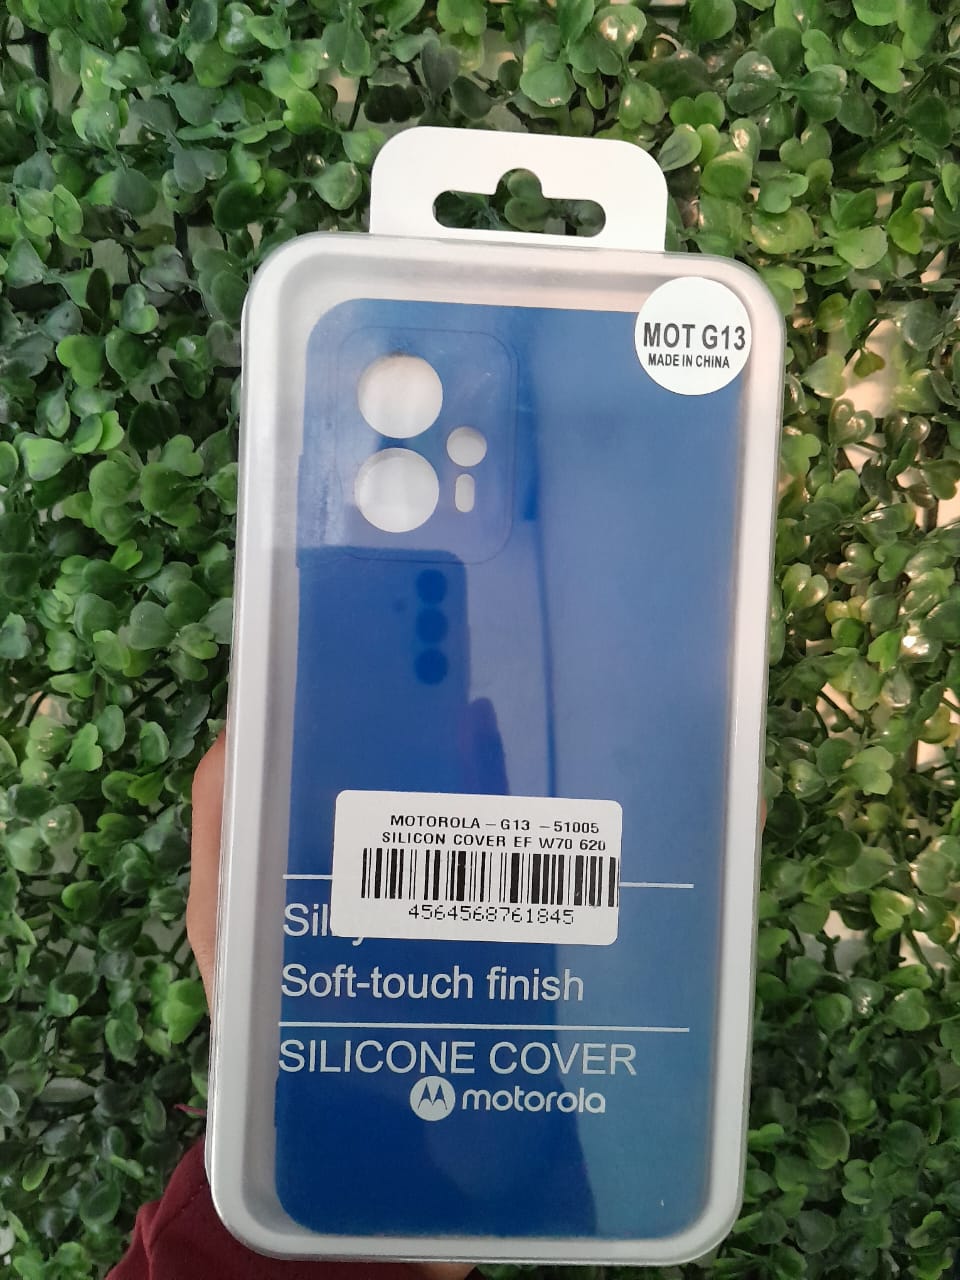 MOT G13
MADE IN CHINA
MOTOROLA-G13 -51005
SILICON COVER EF W70 620
4564568761845
Soft-touch finish
SILICONE COVER
motorola